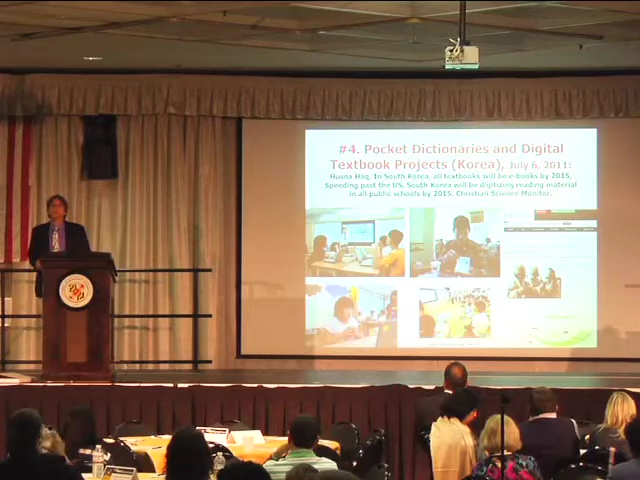 #4. Pocket Dictionaries and Digital
Textbook Projects (Korea), July 6, 2011:
Husna Haq, In South Korea, all textbooks will be e-books by 2015,
Speeding past the US, South Korea will be digitizing reading material
in all public schools by 2015. Christian Science Monitor.